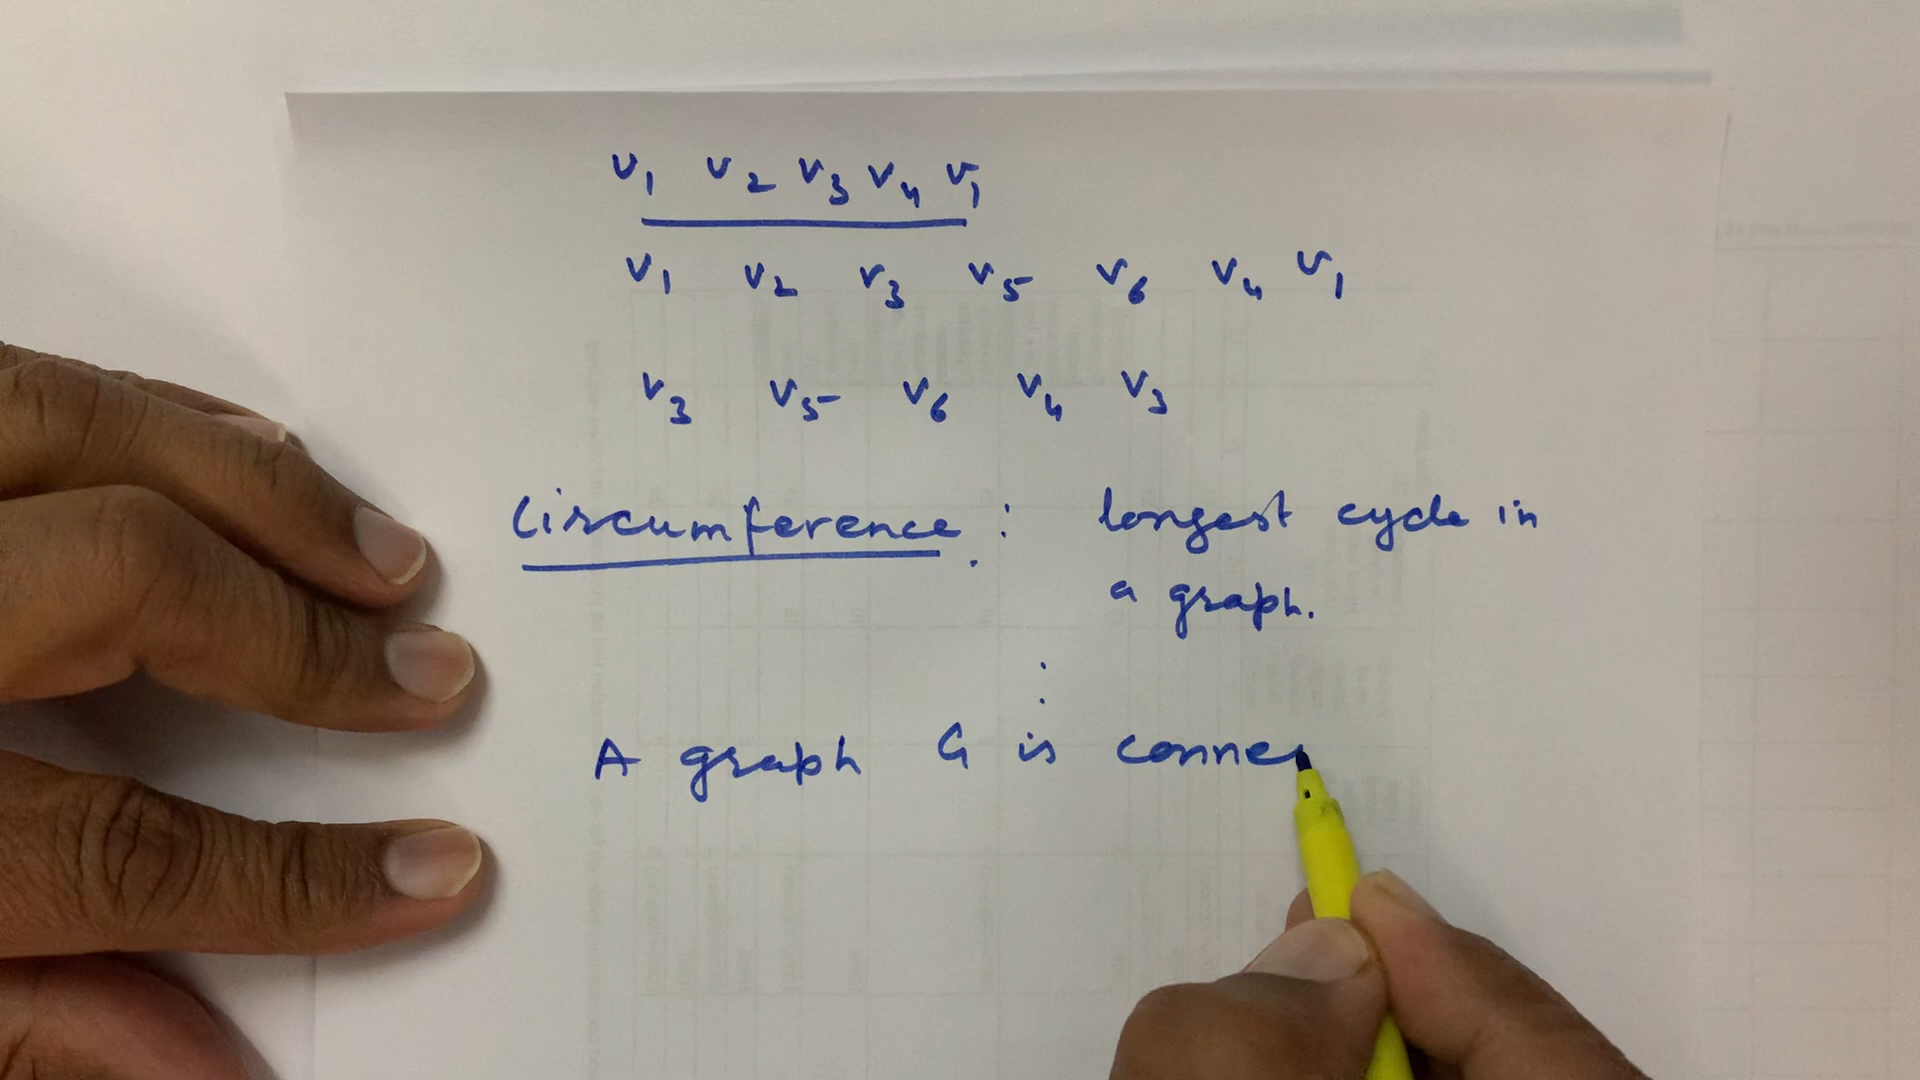 v1 v2 v3 v4 v1
v1 v2 v3 v5 v6 v4 v1
v3 v5 v6 v4 v3
Circumference : longest cycle in
a graph.
:
A graph G is conne